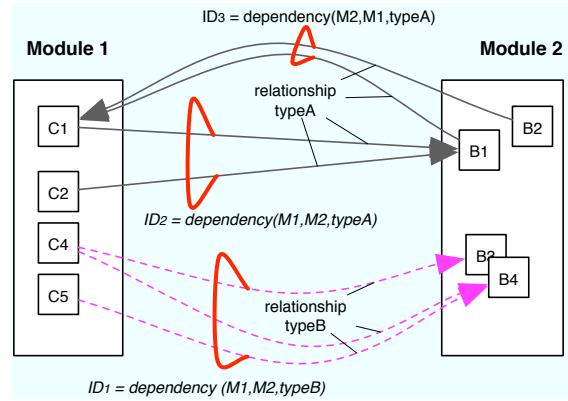 ID3 = dependency(M2,M1,typeA)
Module 1
Module 2
relationship
typeA
C1
B2
B1
C2
ID2 = dependency(M1,M2,typeA)
C4
B3
B4
C5
relationship
typeB
ID1 = dependency (M1,M2,typeB)